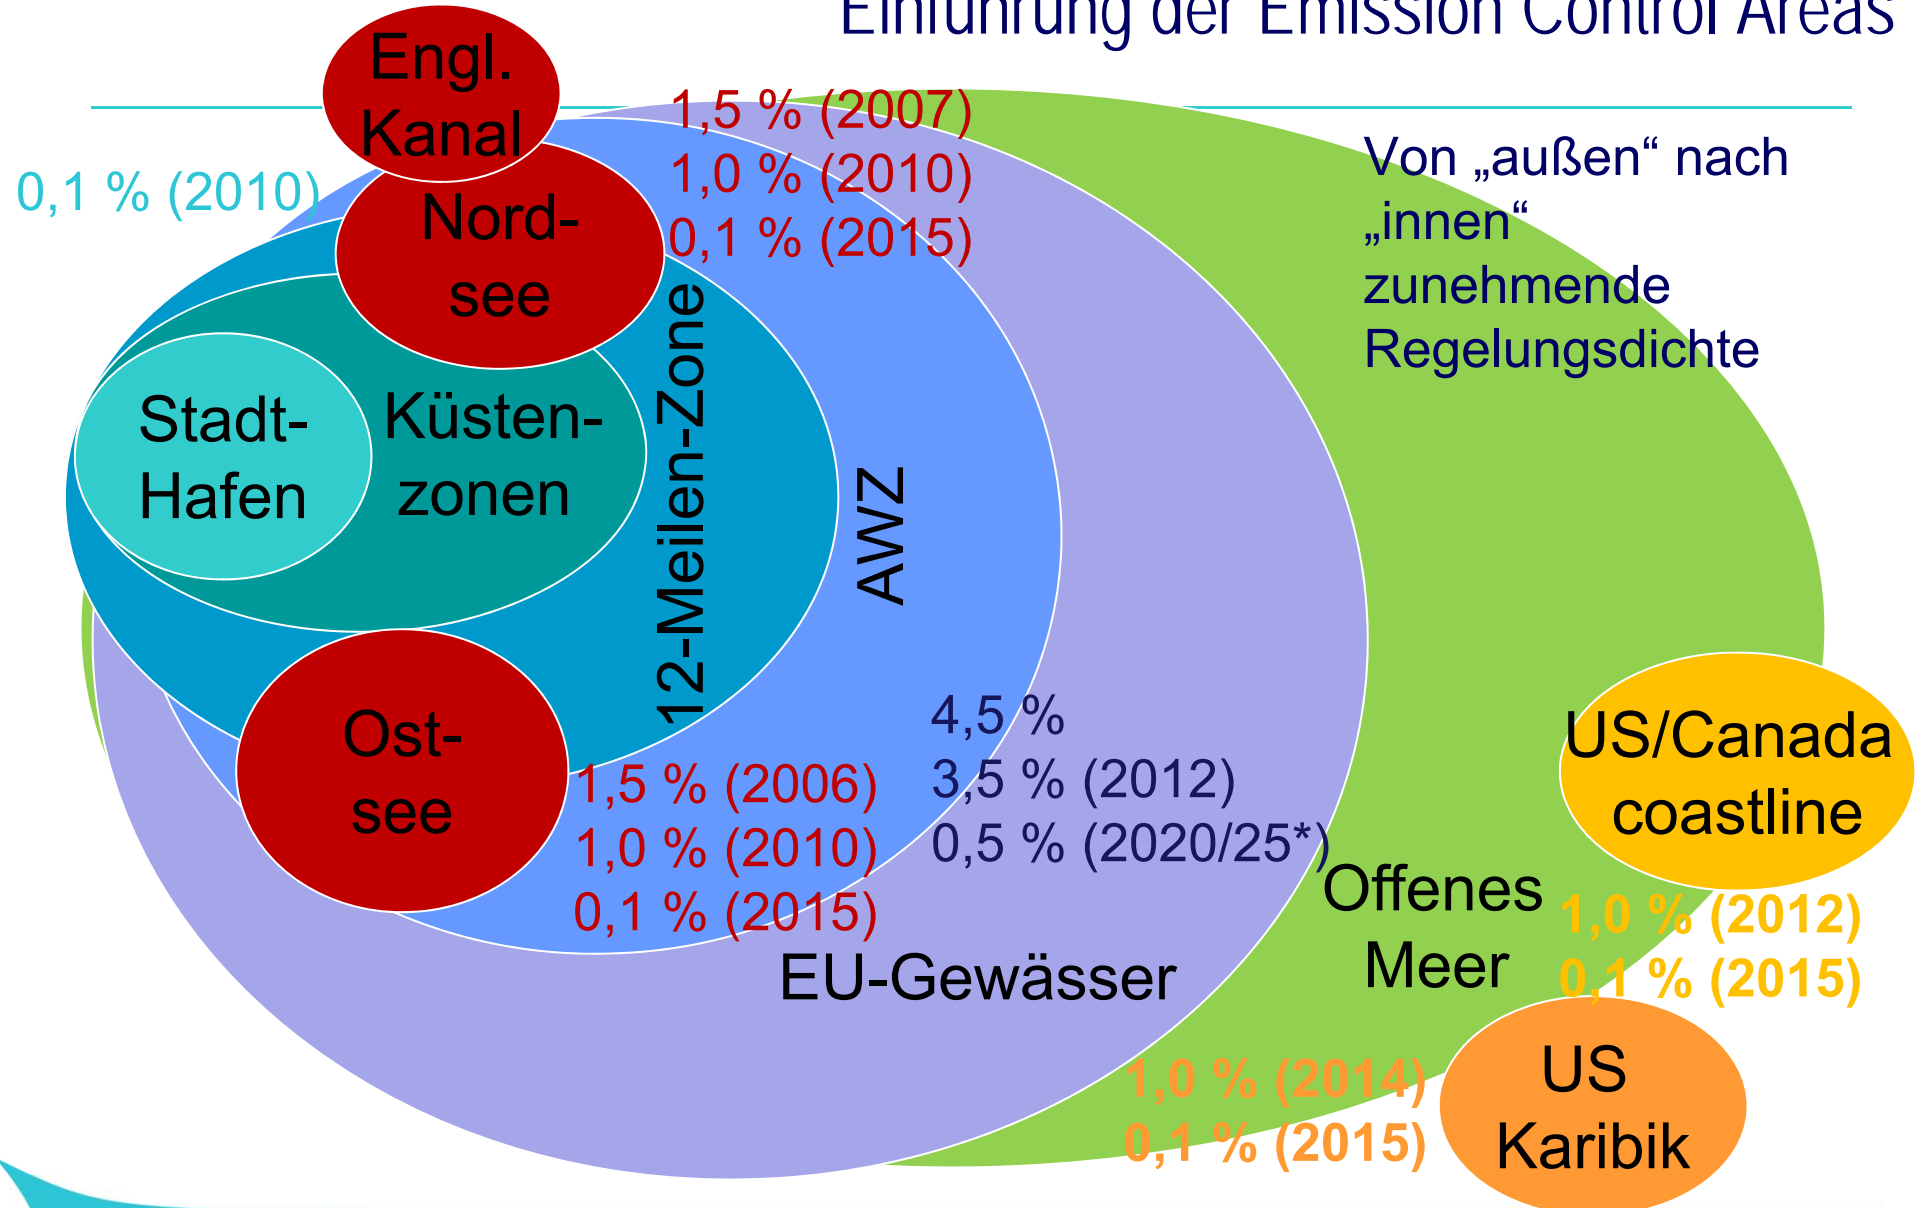 Einführung der Emission Control Areas
Engl.
Kanal
1,5 % (2007)
1,0 % (2010)
0,1 % (2015)
0,1 % (2010)
Von „außen“ nach
„innen“
zunehmende
Regelungsdichte
Nord-
see
Stadt-
Hafen
Küsten-
zonen
12-Meilen-Zone
AWZ
Ost-
see
1,5 % (2006)
1,0 % (2010)
0,1 % (2015)
4,5 %
3,5 % (2012)
0,5 % (2020/25*)
EU-Gewässer
Offenes
Meer
US/Canada
coastline
1,0 % (2012)
0,1 % (2015)
1,0 % (2014)
0,1 % (2015)
US
Karibik